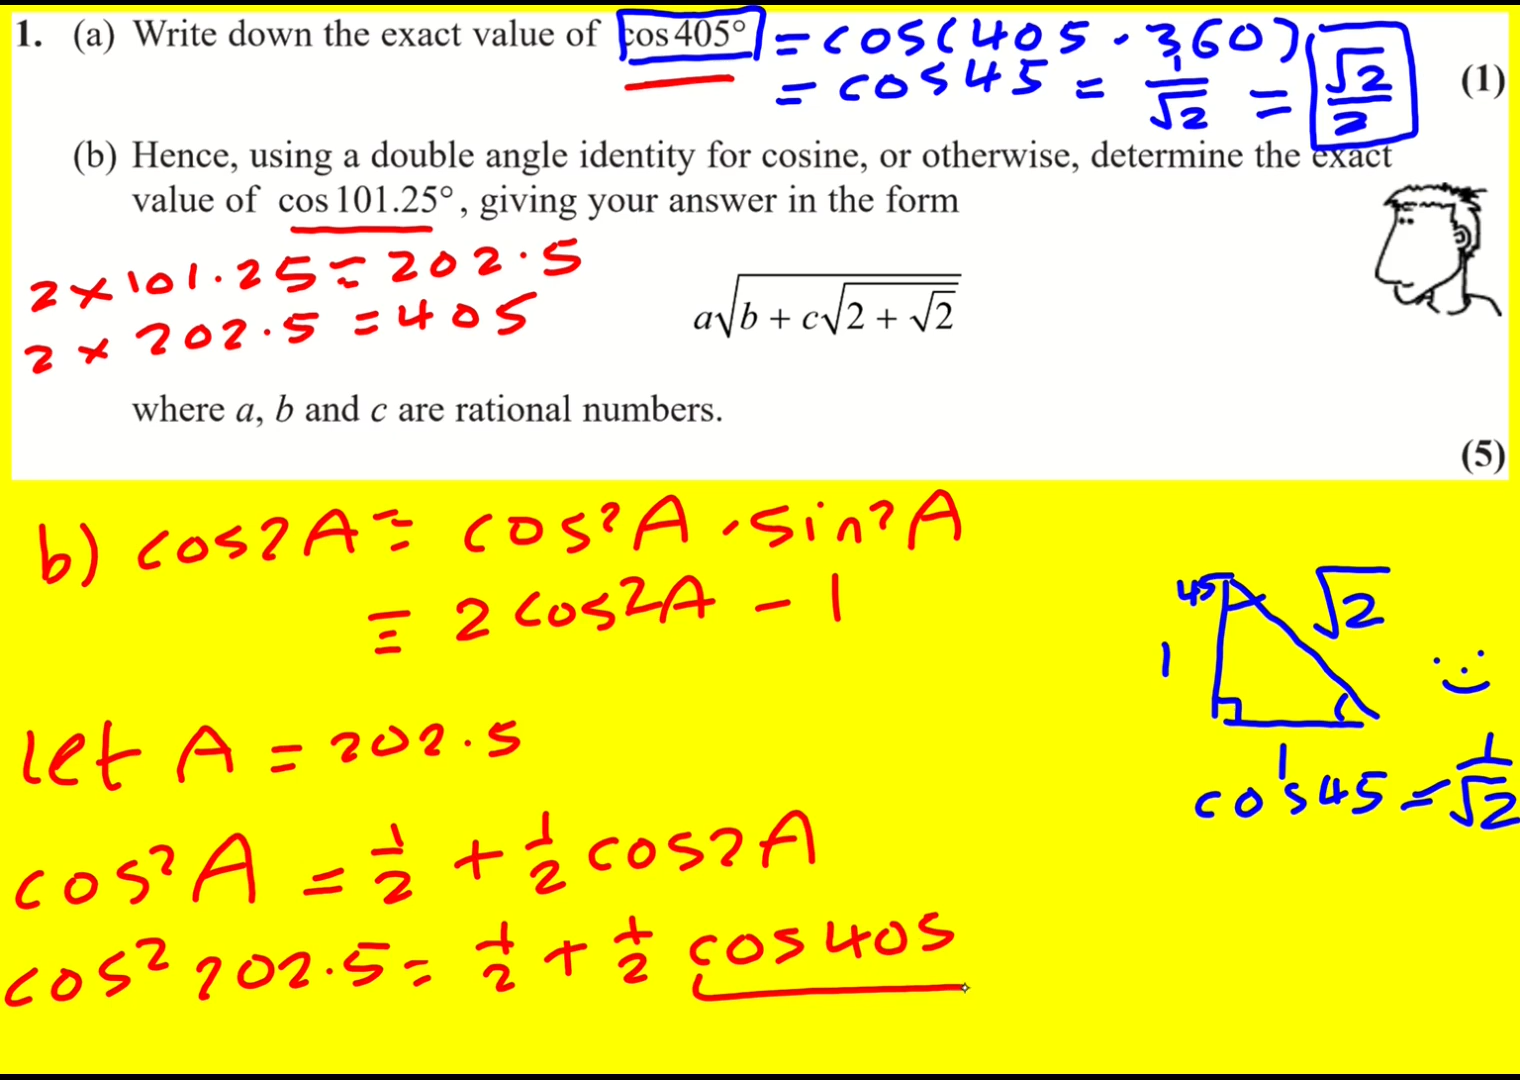 1. (a) Write down the exact value of cos 405° = cos(405 - 360)
= cos 45 = 1/√2 = √2/2
(1)
(b) Hence, using a double angle identity for cosine, or otherwise, determine the exact
value of cos 101.25°, giving your answer in the form
2 × 101.25 = 202.5
2 × 202.5 = 405
a√(b + c√(2 + √2))
where a, b and c are rational numbers.
(5)
b) cos2A ≡ cos²A - sin²A
≡ 2cos²A - 1
45
√2
1
1
cos45 = 1/√2
let A = 202.5
cos²A = 1/2 + 1/2 cos2A
cos² 202.5 = 1/2 + 1/2 cos 405